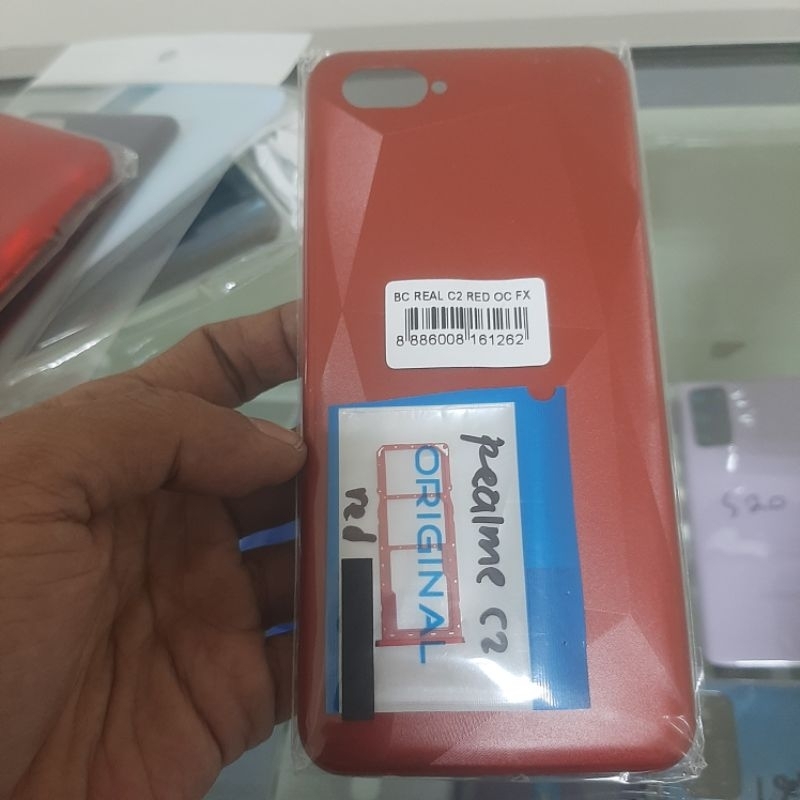 BC REAL C2 RED OC FX
8 886008 161262
realme C2
ORIGINAL
red
S20